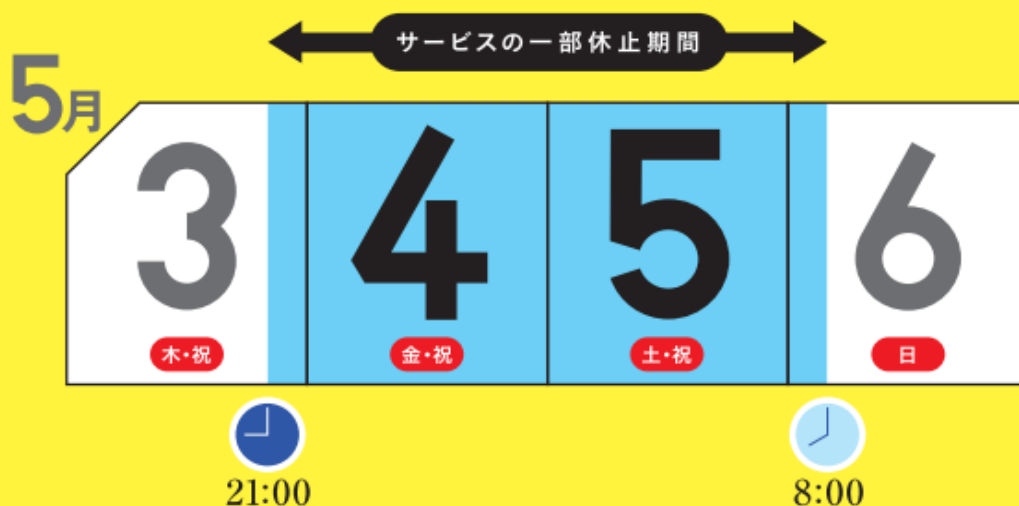 サービスの一部休止期間
5月
3 4 5 6
木・祝 金・祝 土・祝 日
21:00 8:00